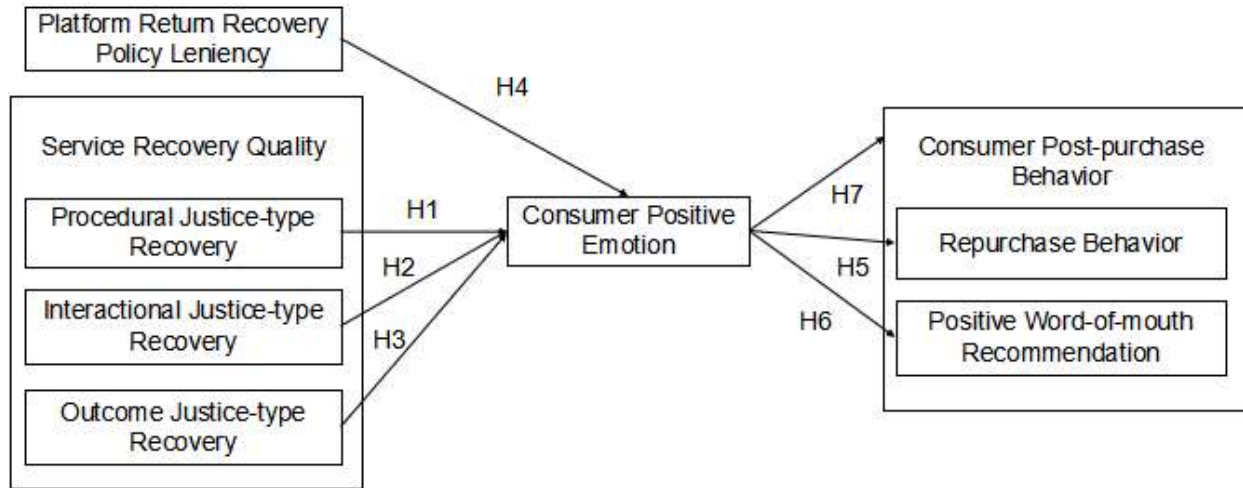 Platform Return Recovery
Policy Leniency
H4
Service Recovery Quality
Procedural Justice-type
Recovery
Interactional Justice-type
Recovery
Outcome Justice-type
Recovery
H1
H2
H3
Consumer Positive
Emotion
H7
H5
H6
Consumer Post-purchase
Behavior
Repurchase Behavior
Positive Word-of-mouth
Recommendation